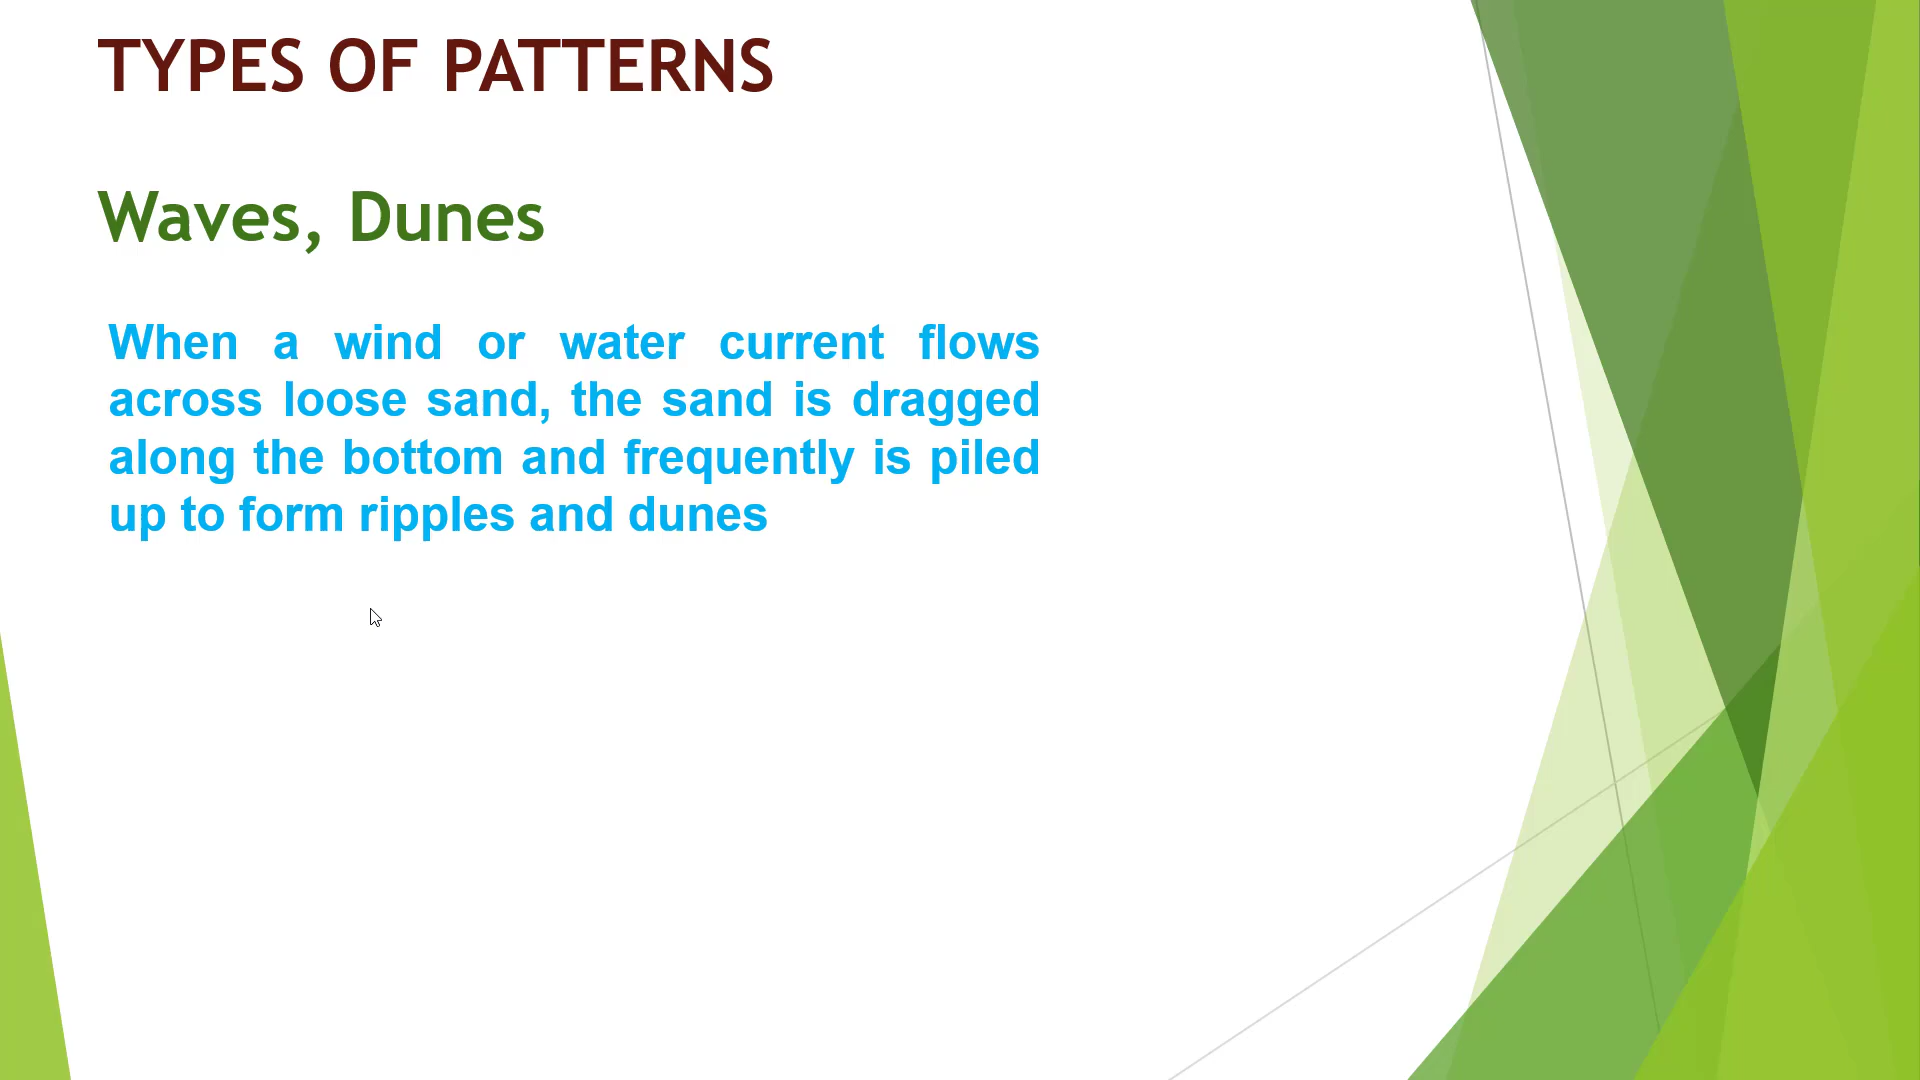 TYPES OF PATTERNS
Waves, Dunes
When a wind or water current flows
across loose sand, the sand is dragged
along the bottom and frequently is piled
up to form ripples and dunes